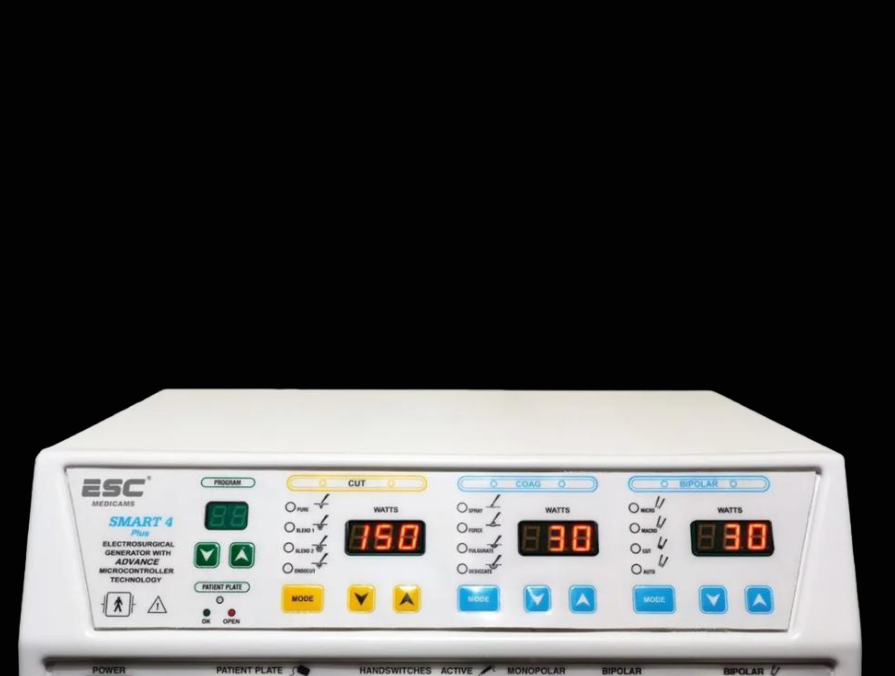 ESC®
MEDICAMS
SMART 4
Plus
ELECTROSURGICAL
GENERATOR WITH
ADVANCE
MICROCONTROLLER
TECHNOLOGY
PROGRAM
PATIENT PLATE
OK OPEN
CUT
PURE
BLEND 1
BLEND 2
ENDOCUT
WATTS
150
MODE
COAG
SPRAY
FORCE
FULGURATE
DESICCATE
WATTS
30
MODE
BIPOLAR
MICRO
MACRO
CUT
AUTO
WATTS
30
MODE
POWER PATIENT PLATE HANDSWITCHES ACTIVE MONOPOLAR BIPOLAR BIPOLAR